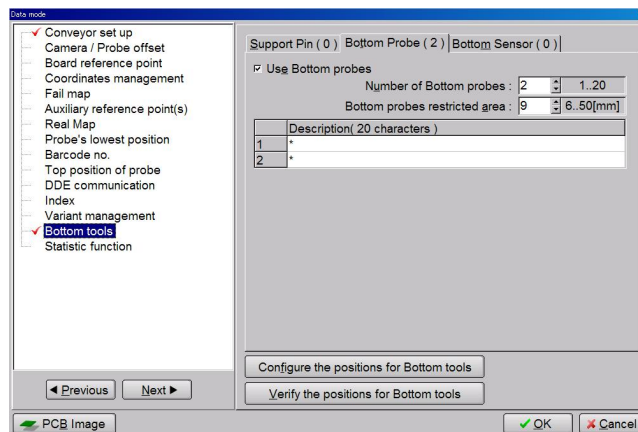 Data mode
Conveyor set up
Camera / Probe offset
Board reference point
Coordinates management
Fail map
Auxiliary reference point(s)
Real Map
Probe's lowest position
Barcode no.
Top position of probe
DDE communication
Index
Variant management
Bottom tools
Statistic function
Previous Next
PCB Image
Support Pin ( 0 ) Bottom Probe ( 2 ) Bottom Sensor ( 0 )
Use Bottom probes
Number of Bottom probes : 2 1..20
Bottom probes restricted area : 9 6..50[mm]
Description( 20 characters )
1 *
2 *
Configure the positions for Bottom tools
Verify the positions for Bottom tools
OK Cancel